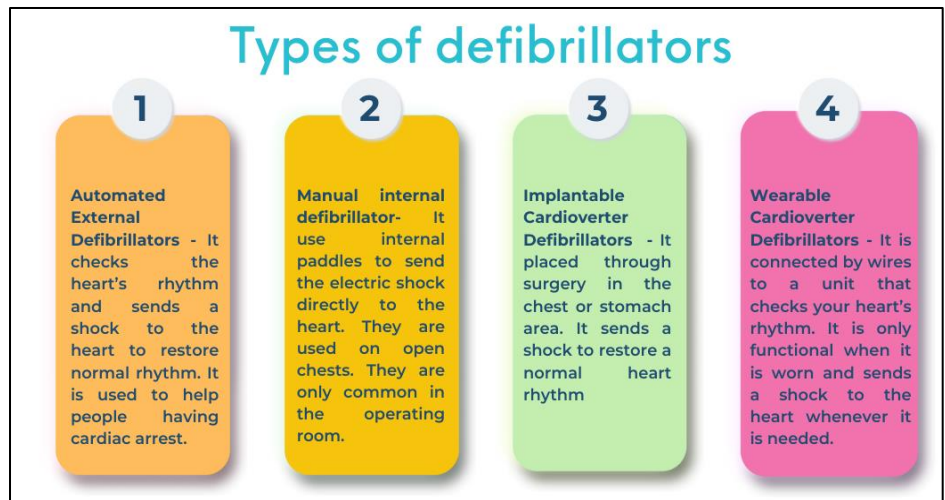 Types of defibrillators
1
Automated
External
Defibrillators - It
checks the
heart's rhythm
and sends a
shock to the
heart to restore
normal rhythm. It
is used to help
people having
cardiac arrest.
2
Manual internal
defibrillator- It
use internal
paddles to send
the electric shock
directly to the
heart. They are
used on open
chests. They are
only common in
the operating
room.
3
Implantable
Cardioverter
Defibrillators - It
placed through
surgery in the
chest or stomach
area. It sends a
shock to restore a
normal heart
rhythm
4
Wearable
Cardioverter
Defibrillators - It is
connected by wires
to a unit that
checks your heart's
rhythm. It is only
functional when it
is worn and sends
a shock to the
heart whenever it
is needed.